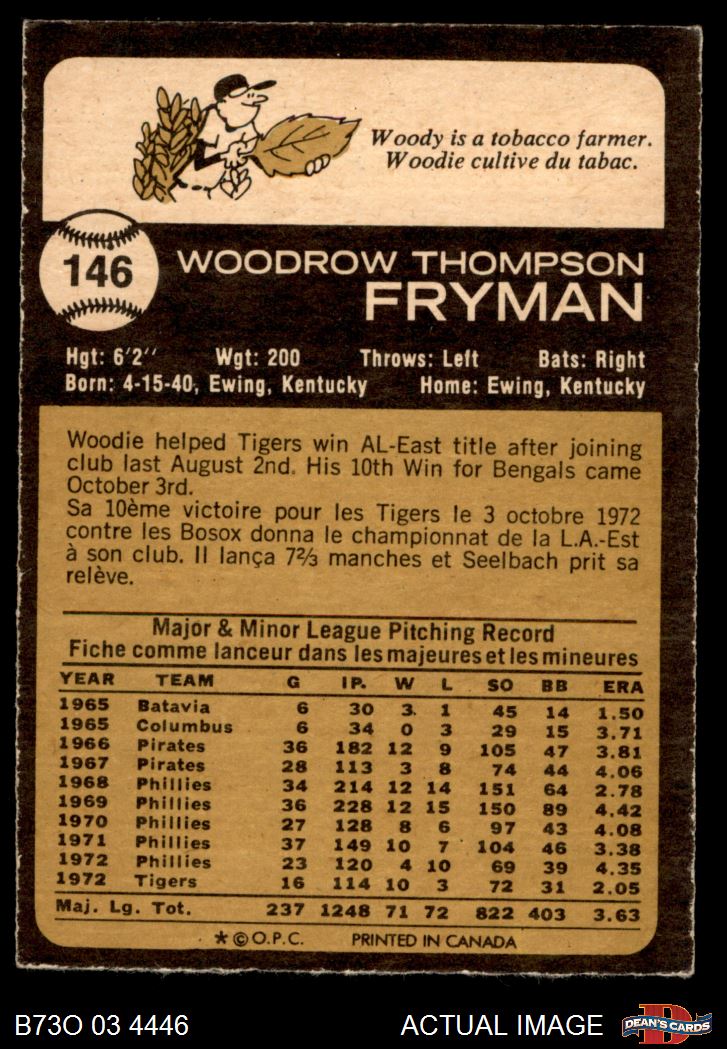 Woody is a tobacco farmer.
Woodie cultive du tabac.
146
WOODROW THOMPSON
FRYMAN
Hgt: 6'2'' Wgt: 200 Throws: Left Bats: Right
Born: 4-15-40, Ewing, Kentucky Home: Ewing, Kentucky
Woodie helped Tigers win AL-East title after joining
club last August 2nd. His 10th Win for Bengals came
October 3rd.
Sa 10ème victoire pour les Tigers le 3 octobre 1972
contre les Bosox donna le championnat de la L.A.-Est
à son club. Il lança 7⅔ manches et Seelbach prit sa
relève.
Major & Minor League Pitching Record
Fiche comme lanceur dans les majeures et les mineures
YEAR TEAM G IP. W L SO BB ERA
1965 Batavia 6 30 3 1 45 14 1.50
1965 Columbus 6 34 0 3 29 15 3.71
1966 Pirates 36 182 12 9 105 47 3.81
1967 Pirates 28 113 3 8 74 44 4.06
1968 Phillies 34 214 12 14 151 64 2.78
1969 Phillies 36 228 12 15 150 89 4.42
1970 Phillies 27 128 8 6 97 43 4.08
1971 Phillies 37 149 10 7 104 46 3.38
1972 Phillies 23 120 4 10 69 39 4.35
1972 Tigers 16 114 10 3 72 31 2.05
Maj. Lg. Tot. 237 1248 71 72 822 403 3.63
* © O.P.C. PRINTED IN CANADA
B73O 03 4446 ACTUAL IMAGE D DEAN'S CARDS